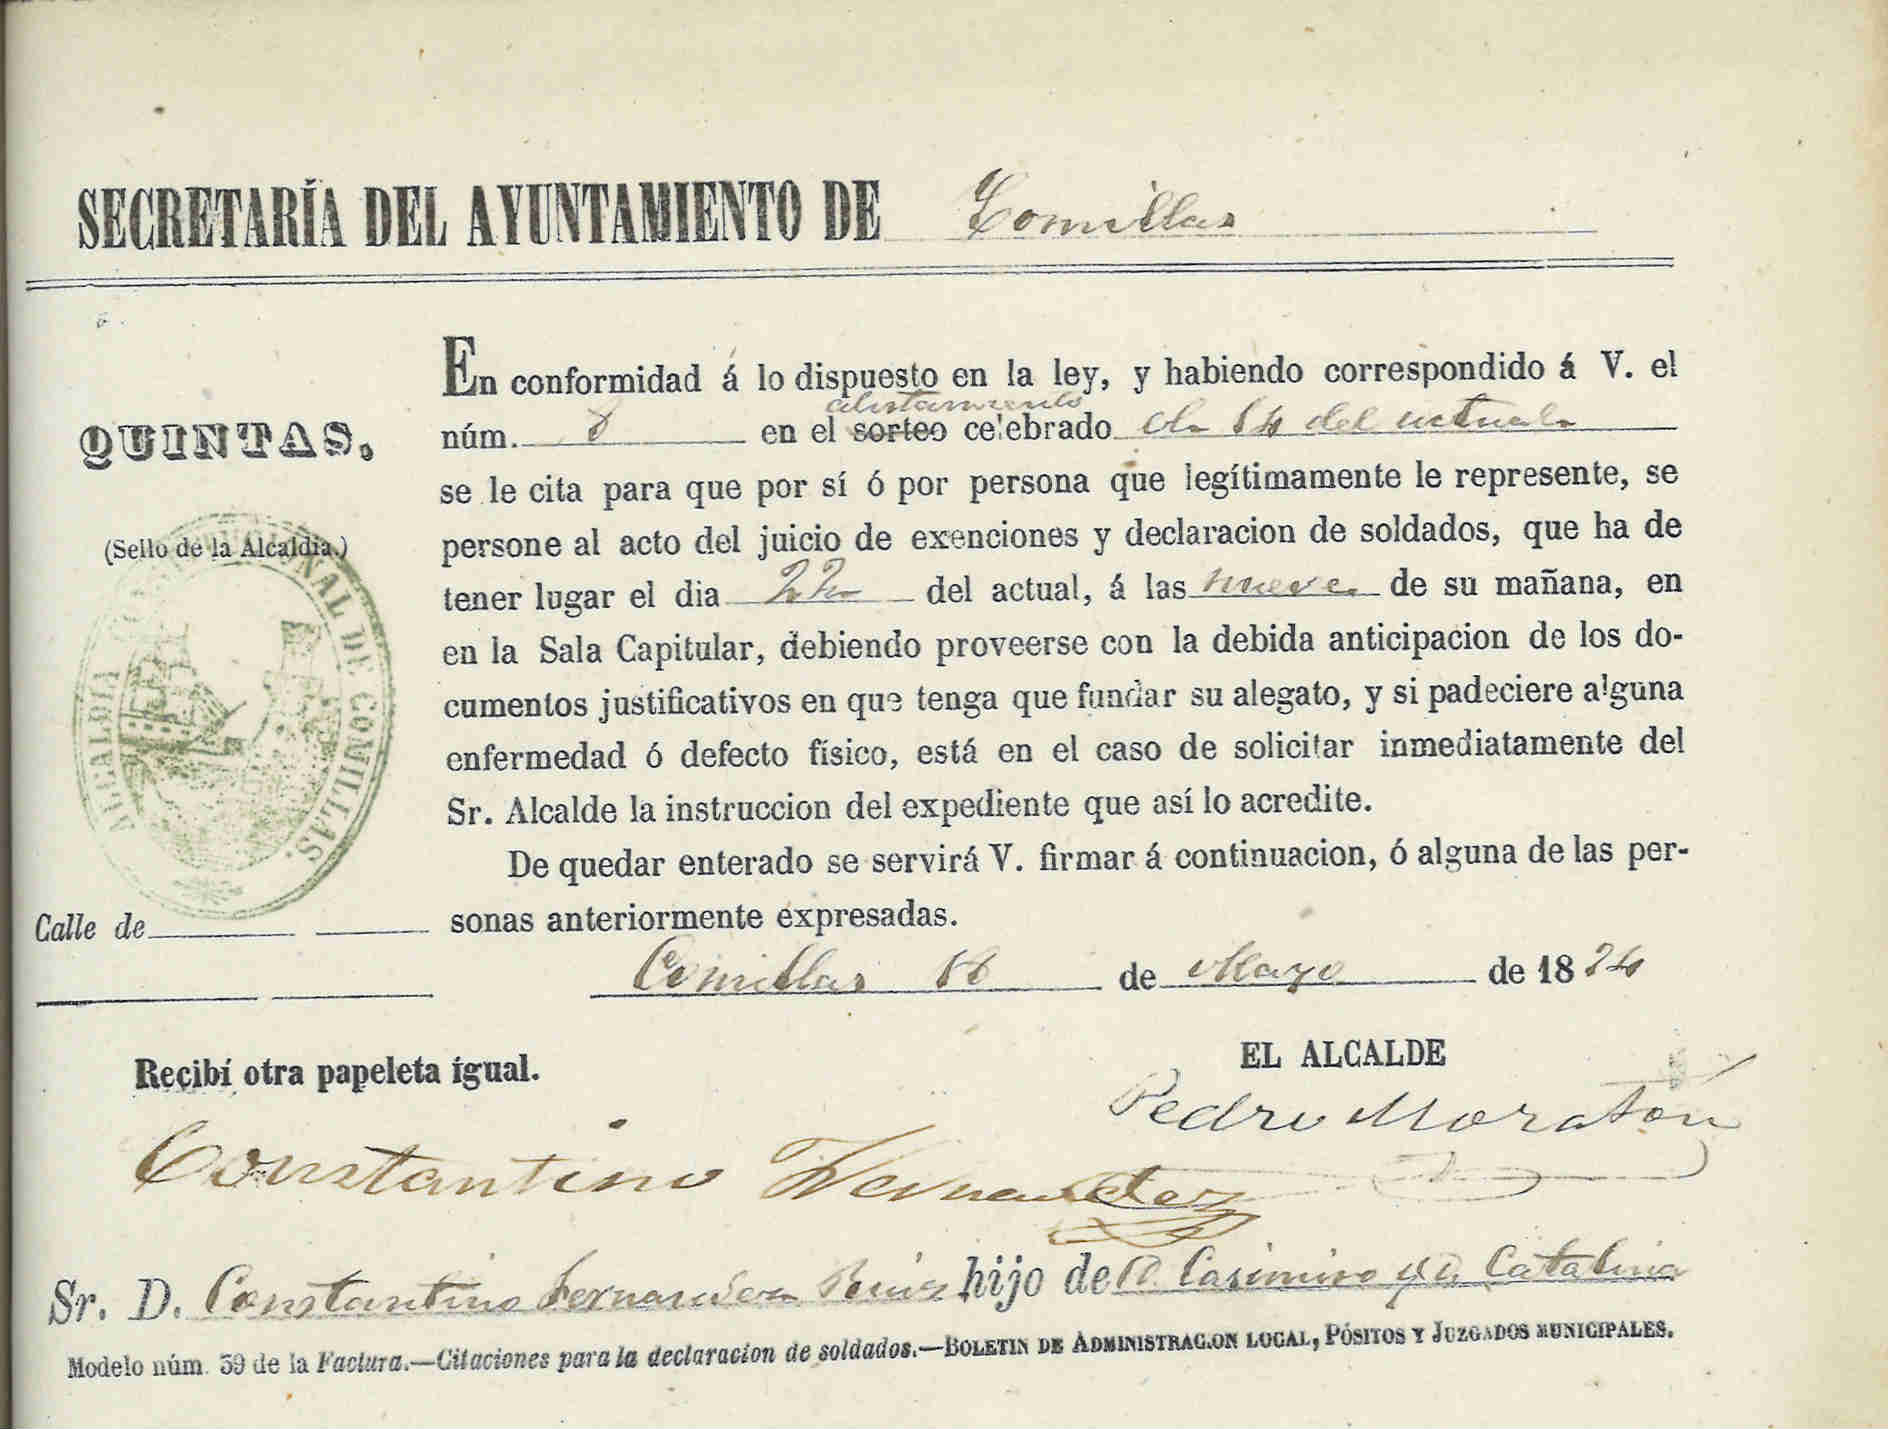 SECRETARÍA DEL AYUNTAMIENTO DE Comillas
QUINTAS.
(Sello de la Alcaldia.)
ALCALDIA CONSTITUCIONAL DE COMILLAS.
Calle de
En conformidad á lo dispuesto en la ley, y habiendo correspondido á V. el
alistamiento
núm. 8 en el sorteo celebrado el 14 del actual
se le cita para que por sí ó por persona que legítimamente le represente, se
persone al acto del juicio de exenciones y declaracion de soldados, que ha de
tener lugar el dia 22 del actual, á las nueve de su mañana, en
en la Sala Capitular, debiendo proveerse con la debida anticipacion de los do-
cumentos justificativos en que tenga que fundar su alegato, y si padeciere alguna
enfermedad ó defecto físico, está en el caso de solicitar inmediatamente del
Sr. Alcalde la instruccion del expediente que así lo acredite.
De quedar enterado se servirá V. firmar á continuacion, ó alguna de las per-
sonas anteriormente expresadas.
Comillas 18 de Mayo de 1874
Recibí otra papeleta igual.
EL ALCALDE
Pedro Moratón
Constantino Fernandez
Sr. D. Constantino Fernandez Ruiz hijo de D. Casimiro y D. Catalina
Modelo núm. 59 de la Factura.—Citaciones para la declaracion de soldados.—BOLETIN DE ADMINISTRACION LOCAL, PÓSITOS Y JUZGADOS MUNICIPALES.